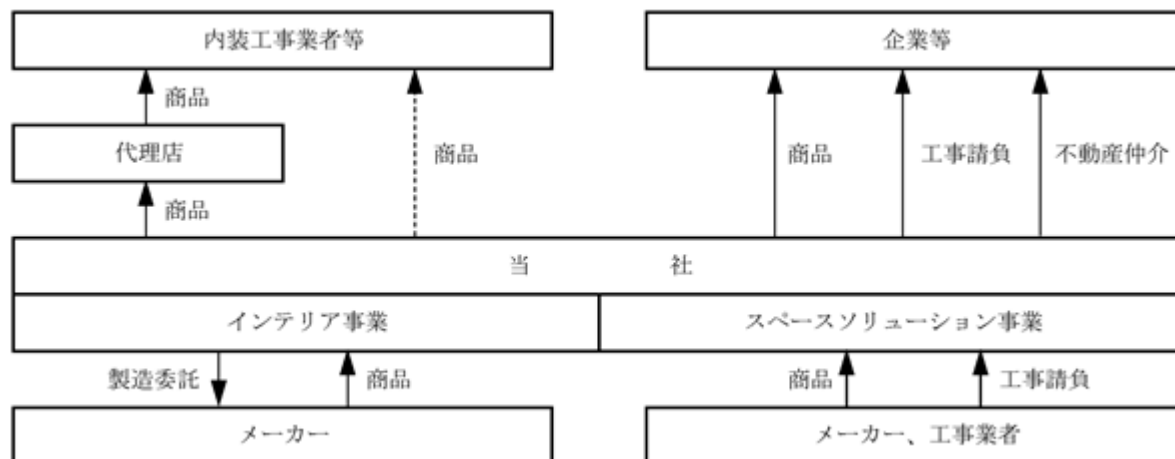 内装工事業者等
企業等
商品
代理店
商品
商品
工事請負
不動産仲介
商品
当社
インテリア事業
スペースソリューション事業
製造委託
商品
商品
工事請負
メーカー
メーカー、工事業者